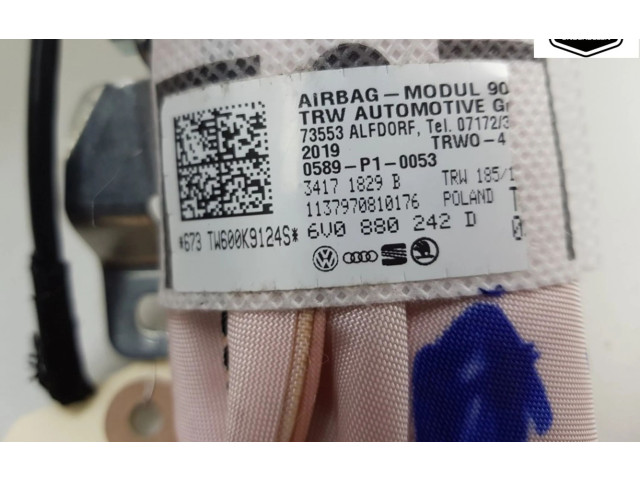 AIRBAG - MODUL 90
TRW AUTOMOTIVE G
73553 ALFDORF, Tel. 07172/3
2019 TRWO-4
0589-P1-0053
3417 1829 B TRW 185/1
1137970810176 POLAND T
*673 TW600K9124S* 6V0 880 242 D